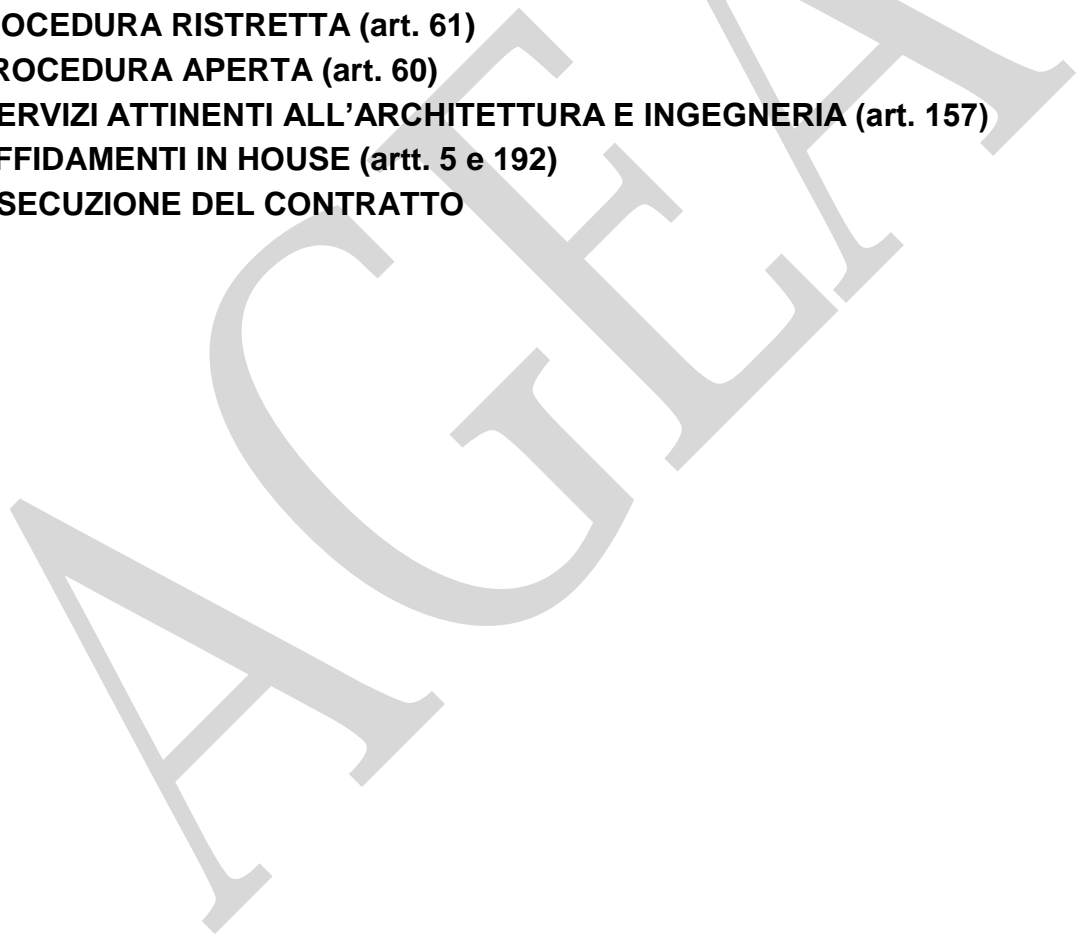 OCEDURA RISTRETTA (art. 61)
ROCEDURA APERTA (art. 60)
ERVIZI ATTINENTI ALL’ARCHITETTURA E INGEGNERIA (art. 157)
FFIDAMENTI IN HOUSE (artt. 5 e 192)
SECUZIONE DEL CONTRATTO
AGEA